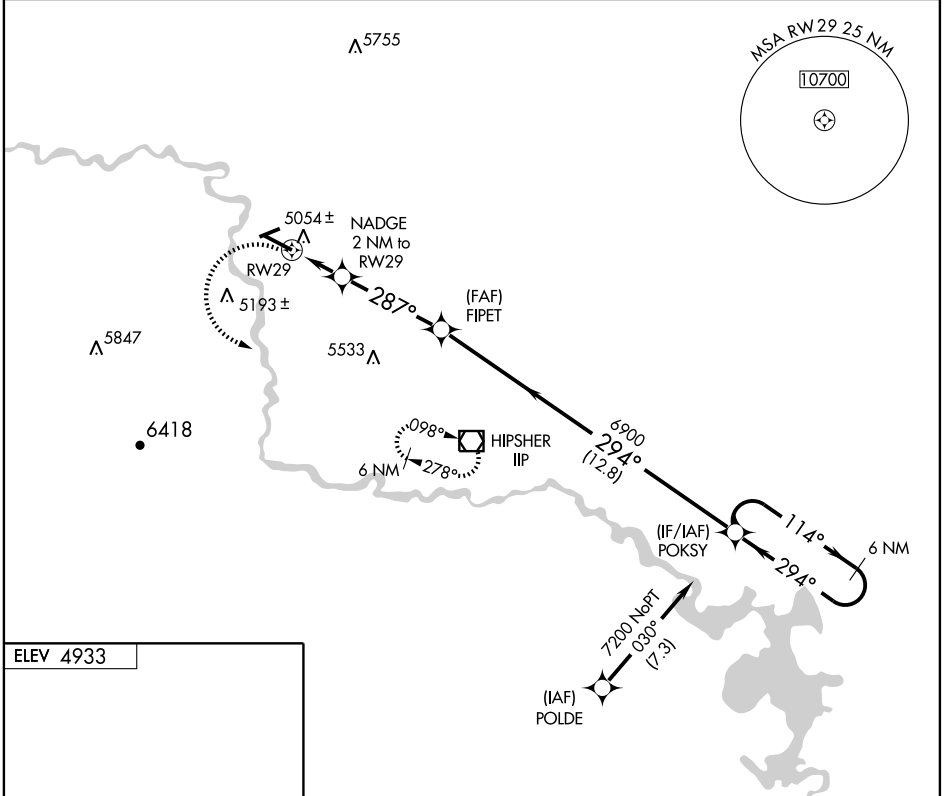 5755
MSA RW29 25 NM
10700
5054 ±
NADGE
2 NM to
RW29
RW29
287°
(FAF)
FIPET
5193 ±
5847
5533
6418
098°
HIPSHER
IIP
6 NM
278°
6900
294°
(12.8)
(IF/IAF)
POKSY
114°
6 NM
294°
7200 NoPT
030°
(7.3)
(IAF)
POLDE
ELEV 4933